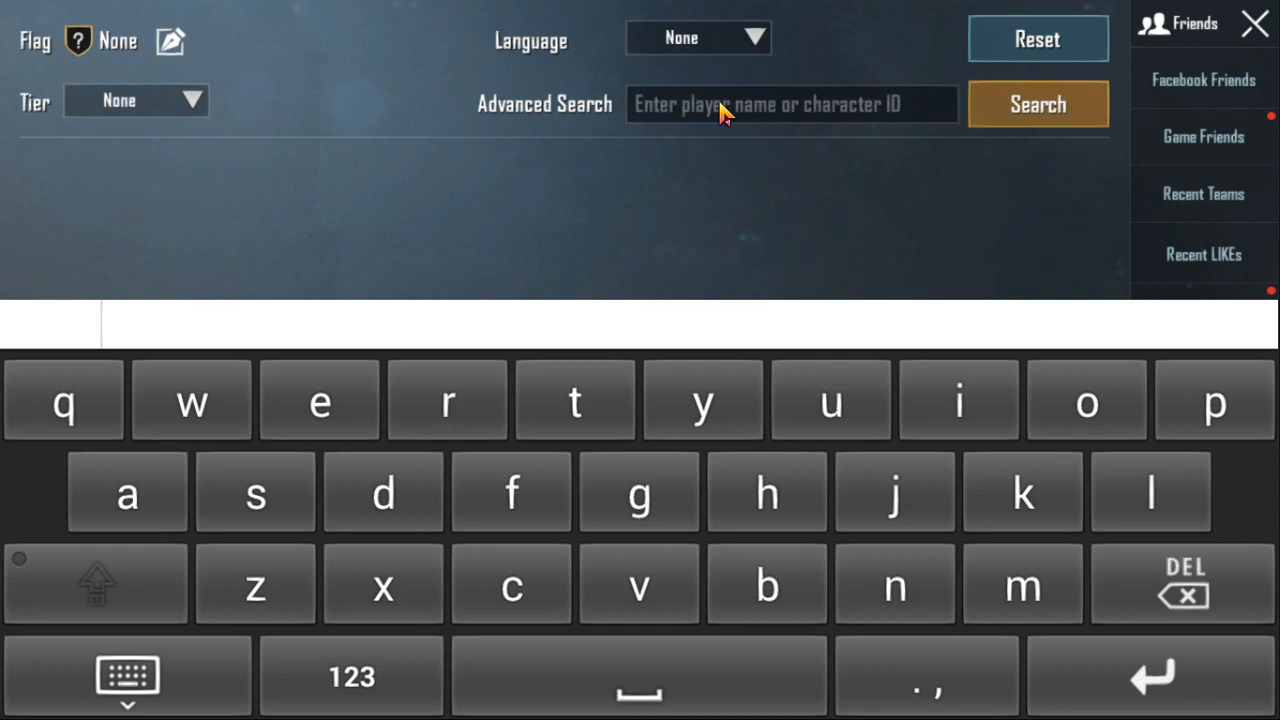 Flag ? None
Language None
Reset
Friends
Tier None
Advanced Search Enter player name or character ID
Search
Facebook Friends
Game Friends
Recent Teams
Recent LIKEs
q w e r t y u i o p
a s d f g h j k l
z x c v b n m DEL
123 . ,